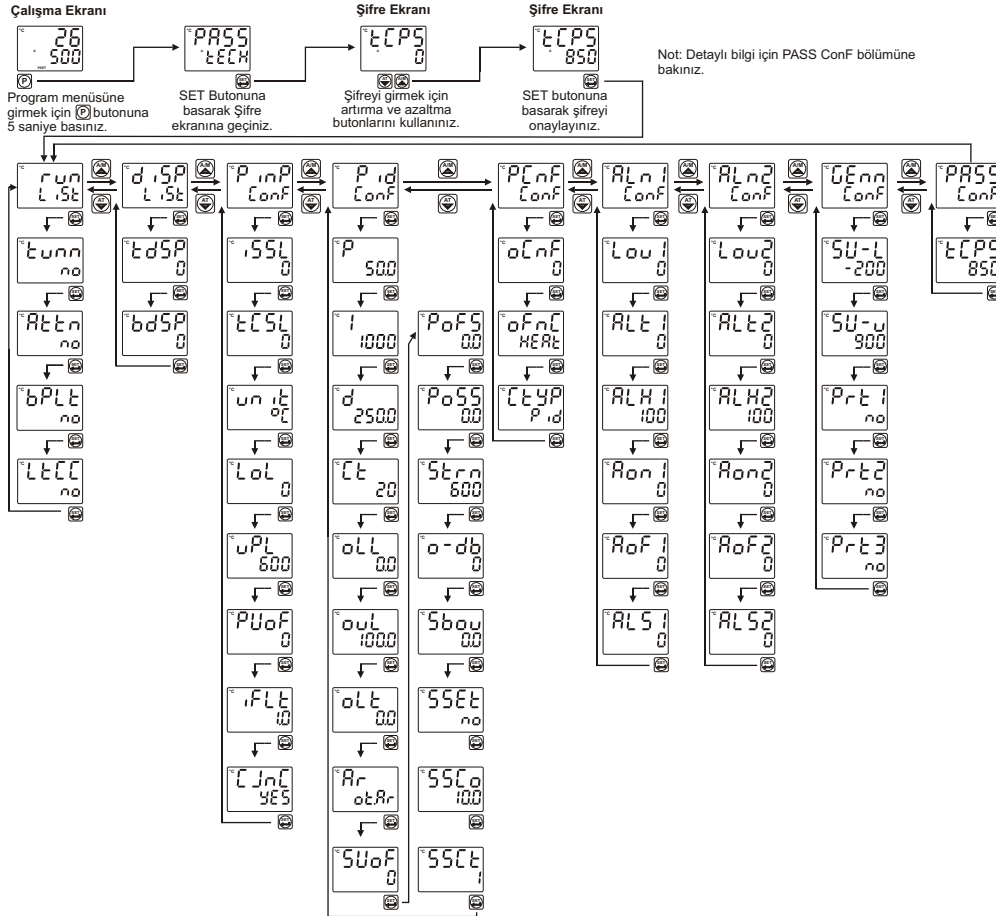 Çalışma Ekranı
26
500
P
Program menüsüne
girmek için P butonuna
5 saniye basınız.
PASS
tECH
SET
SET Butonuna
basarak Şifre
ekranına geçiniz.
Şifre Ekranı
tCPS
0
AT A/M
Şifreyi girmek için
artırma ve azaltma
butonlarını kullanınız.
Şifre Ekranı
tCPS
850
SET
SET butonuna
basarak şifreyi
onaylayınız.
Not: Detaylı bilgi için PASS ConF bölümüne
bakınız.
run
LiSt
tunn
no
Attn
no
bPLt
no
LtCC
no
diSP
LiSt
tdSP
0
bdSP
0
PinP
ConF
iSSL
0
tCSL
0
unit
°C
LoL
0
uPL
600
PUoF
0
iFLt
1.0
CJnC
YES
Pid
ConF
P
50.0
I
1000
d
250.0
Ct
20
oLL
0.0
ouL
100.0
oLt
0.0
Ar
ot.Ar
SUoF
0
PoFS
0.0
PoSS
0.0
Strn
600
o-db
0
Sbou
0.0
SSEt
no
SSCo
10.0
SSCt
1
PCnF
ConF
oCnF
0
oFnC
HEAt
CtYP
Pid
ALn1
ConF
Lou1
0
ALt1
0
ALH1
100
Aon1
0
AoF1
0
ALS1
0
ALn2
ConF
Lou2
0
ALt2
0
ALH2
100
Aon2
0
AoF2
0
ALS2
0
GEnn
ConF
SU-L
-200
SU-u
900
Prt1
no
Prt2
no
Prt3
no
PASS
ConF
tCPS
850